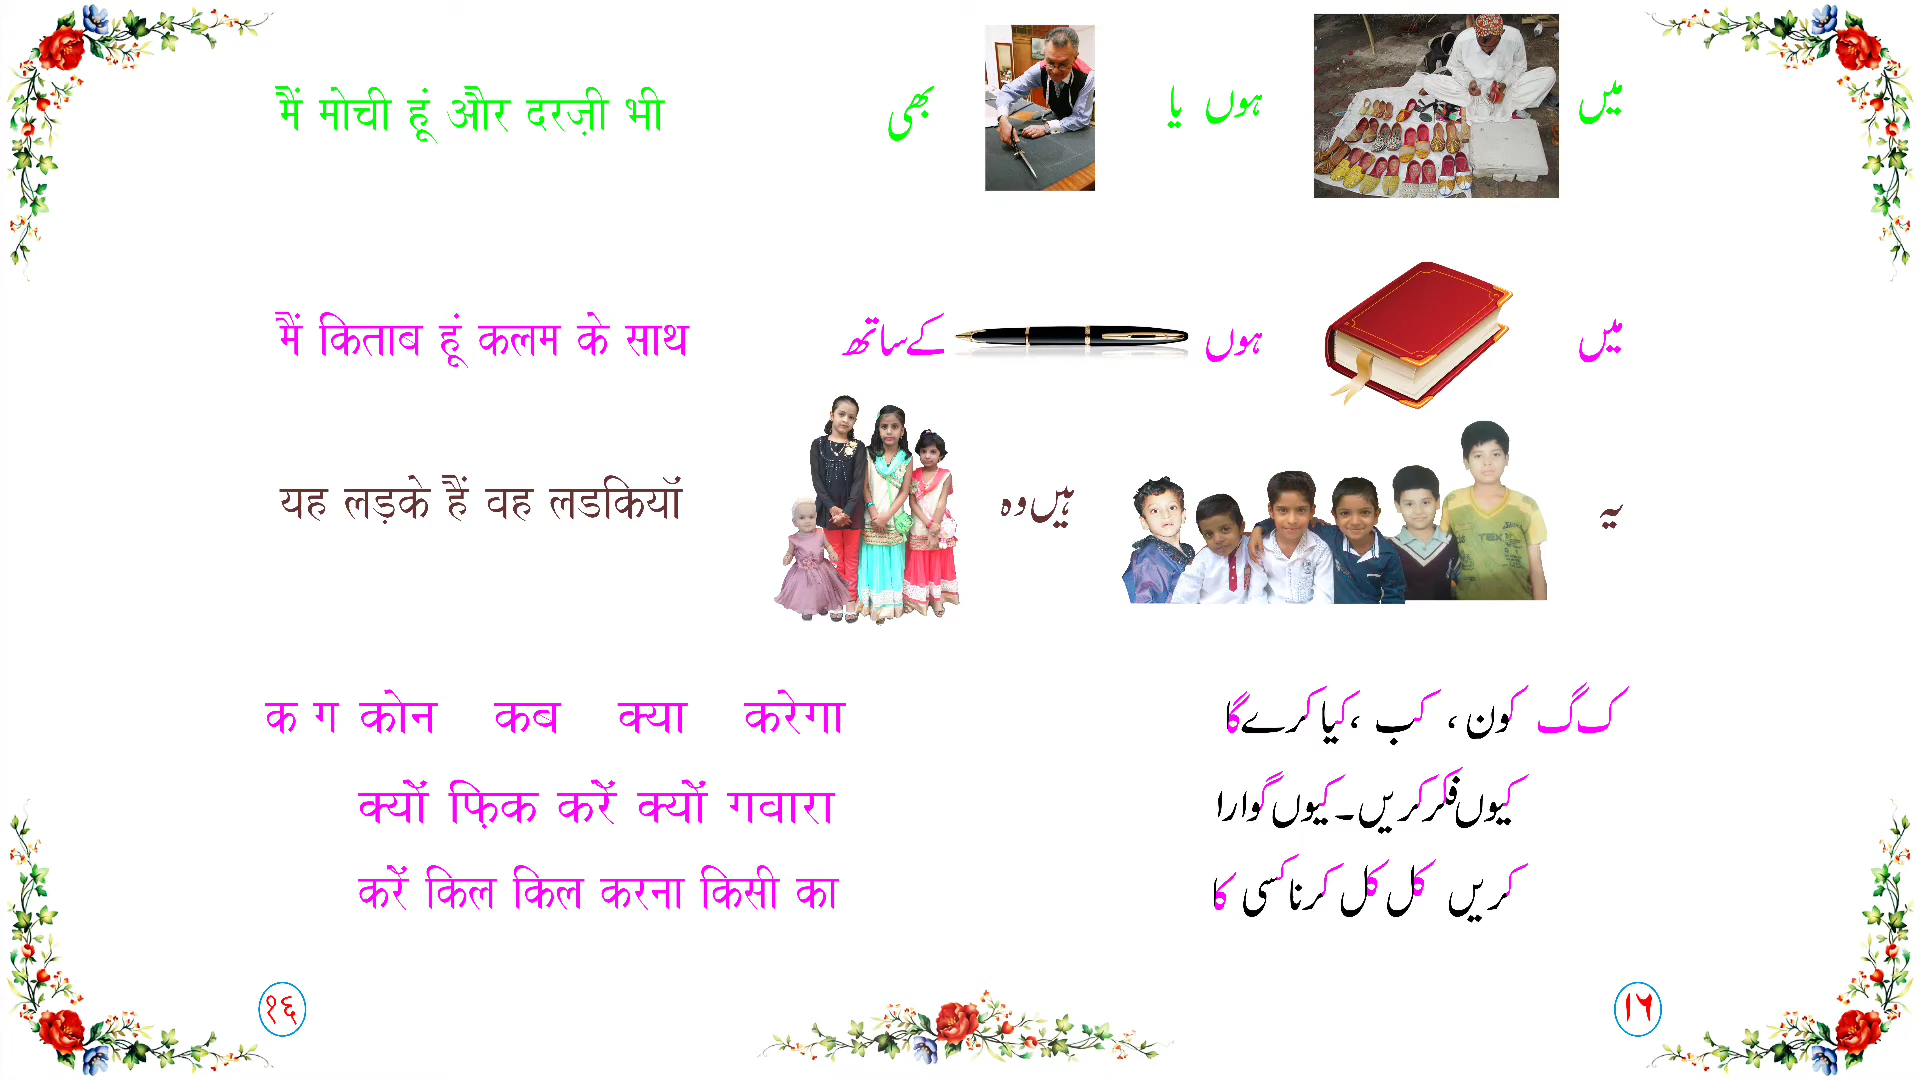 मैं मोची हूं और दरज़ी भी
میں ہوں یا بھی
मैं किताब हूं कलम के साथ
میں ہوں کے ساتھ
यह लड़के हैं वह लडकियॉ
یہ ہیں وہ
क ग कोन कब क्या करेगा
ک گ کون ، کب ، کیا کرے گا
क्यों फ़िक करें क्यों गवारा
کیوں فکر کریں۔ کیوں گوارا
करें किल किल करना किसी का
کریں کل کل کرنا کسی کا
१६
١٦